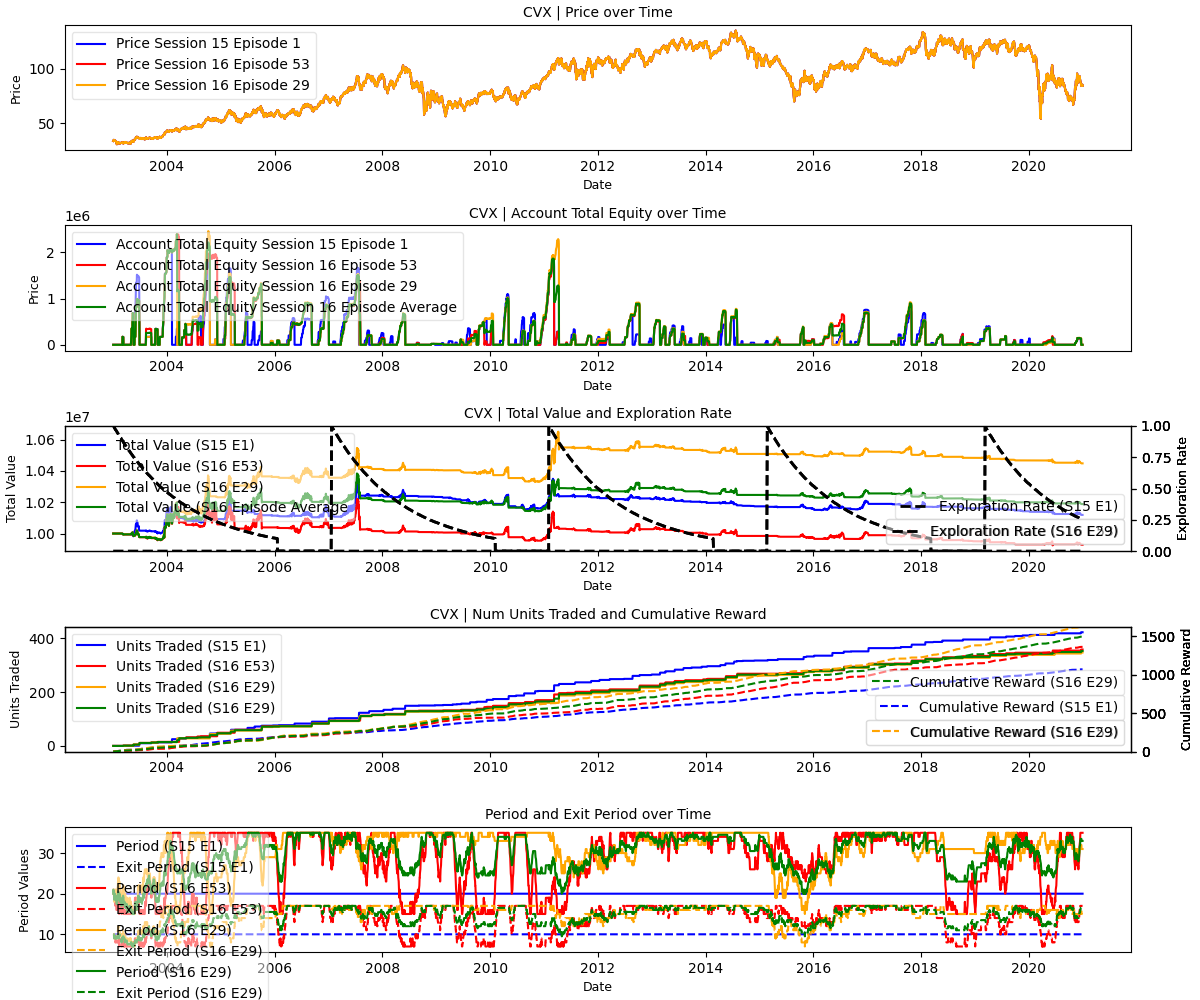 CVX | Price over Time
Price
100
50
Price Session 15 Episode 1
Price Session 16 Episode 53
Price Session 16 Episode 29
2004 2006 2008 2010 2012 2014 2016 2018 2020
Date
CVX | Account Total Equity over Time
1e6
Price
2
1
0
Account Total Equity Session 15 Episode 1
Account Total Equity Session 16 Episode 53
Account Total Equity Session 16 Episode 29
Account Total Equity Session 16 Episode Average
2004 2006 2008 2010 2012 2014 2016 2018 2020
Date
CVX | Total Value and Exploration Rate
1e7
Total Value
1.06
1.04
1.02
1.00
Total Value (S15 E1)
Total Value (S16 E53)
Total Value (S16 E29)
Total Value (S16 Episode Average
Exploration Rate (S15 E1)
Exploration Rate (S16 E29)
1.00
0.75
0.50
0.25
0.00
Exploration Rate
2004 2006 2008 2010 2012 2014 2016 2018 2020
Date
CVX | Num Units Traded and Cumulative Reward
Units Traded
400
200
0
Units Traded (S15 E1)
Units Traded (S16 E53)
Units Traded (S16 E29)
Units Traded (S16 E29)
Cumulative Reward (S16 E29)
Cumulative Reward (S15 E1)
Cumulative Reward (S16 E29)
1500
1000
500
0
Cumulative Reward
2004 2006 2008 2010 2012 2014 2016 2018 2020
Period and Exit Period over Time
Period Values
30
20
10
Period (S15 E1)
Exit Period (S15 E1)
Period (S16 E53)
Exit Period (S16 E53)
Period (S16 E29)
Exit Period (S16 E29)
Period (S16 E29)
Exit Period (S16 E29)
2004 2006 2008 2010 2012 2014 2016 2018 2020
Date